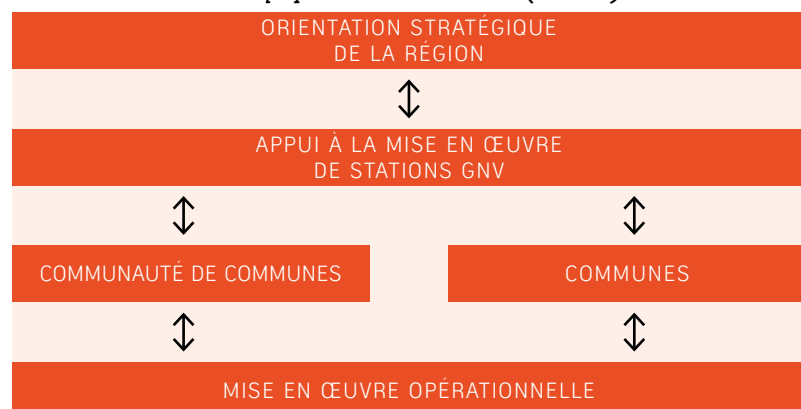 ORIENTATION STRATÉGIQUE
DE LA RÉGION
APPUI À LA MISE EN ŒUVRE
DE STATIONS GNV
COMMUNAUTÉ DE COMMUNES
COMMUNES
MISE EN ŒUVRE OPÉRATIONNELLE